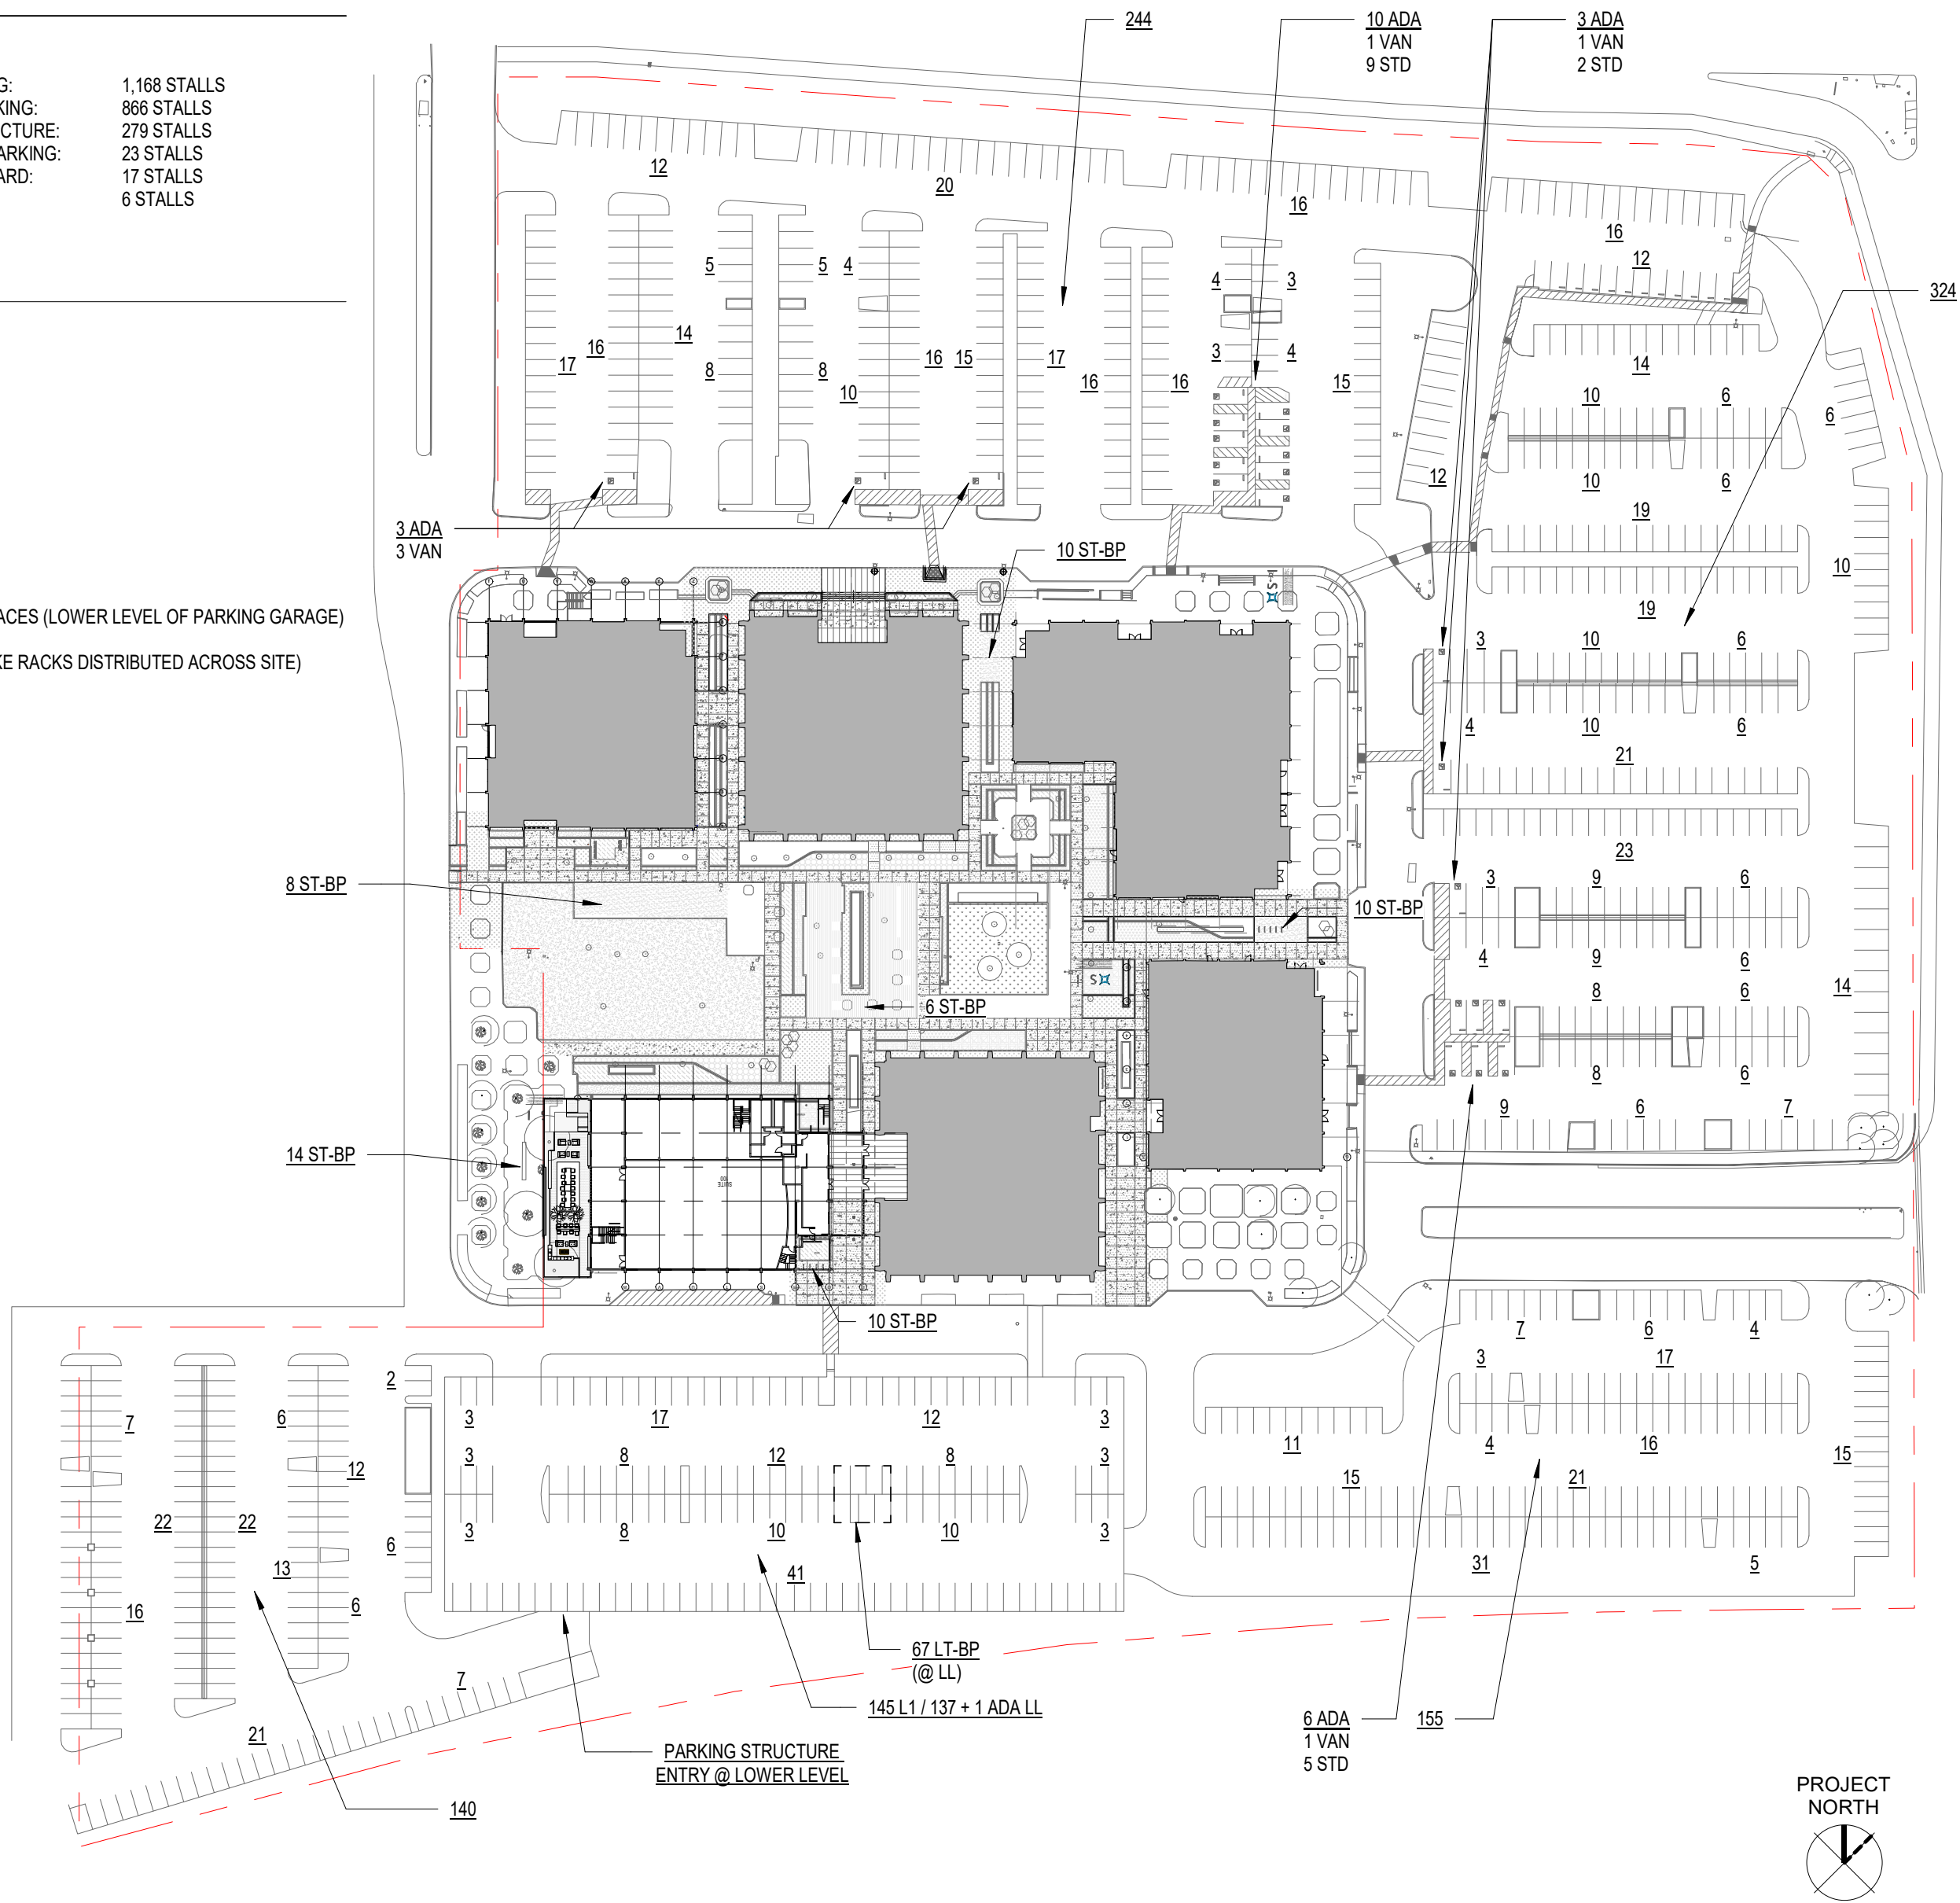 G: 1,168 STALLS
KING: 866 STALLS
CTURE: 279 STALLS
ARKING: 23 STALLS
ARD: 17 STALLS
6 STALLS
ACES (LOWER LEVEL OF PARKING GARAGE)
KE RACKS DISTRIBUTED ACROSS SITE)
244
10 ADA
1 VAN
9 STD
3 ADA
1 VAN
2 STD
324
12
20
16
16
12
5
5
4
4
3
17
16
14
8
8
10
16
15
17
16
16
3
4
15
12
14
10
6
6
10
6
19
10
19
3 ADA
3 VAN
10 ST-BP
3
10
6
4
10
6
21
23
8 ST-BP
10 ST-BP
3
9
6
4
9
6
14
6 ST-BP
S
S
8
6
8
6
9
6
7
14 ST-BP
SUITE
100
10 ST-BP
7
6
4
3
17
11
4
16
15
15
21
31
5
2
7
6
12
22
22
13
6
16
6
7
21
3
17
12
3
3
8
12
8
3
3
8
10
10
3
41
67 LT-BP
(@ LL)
145 L1 / 137 + 1 ADA LL
PARKING STRUCTURE
ENTRY @ LOWER LEVEL
140
6 ADA
1 VAN
5 STD
155
PROJECT
NORTH